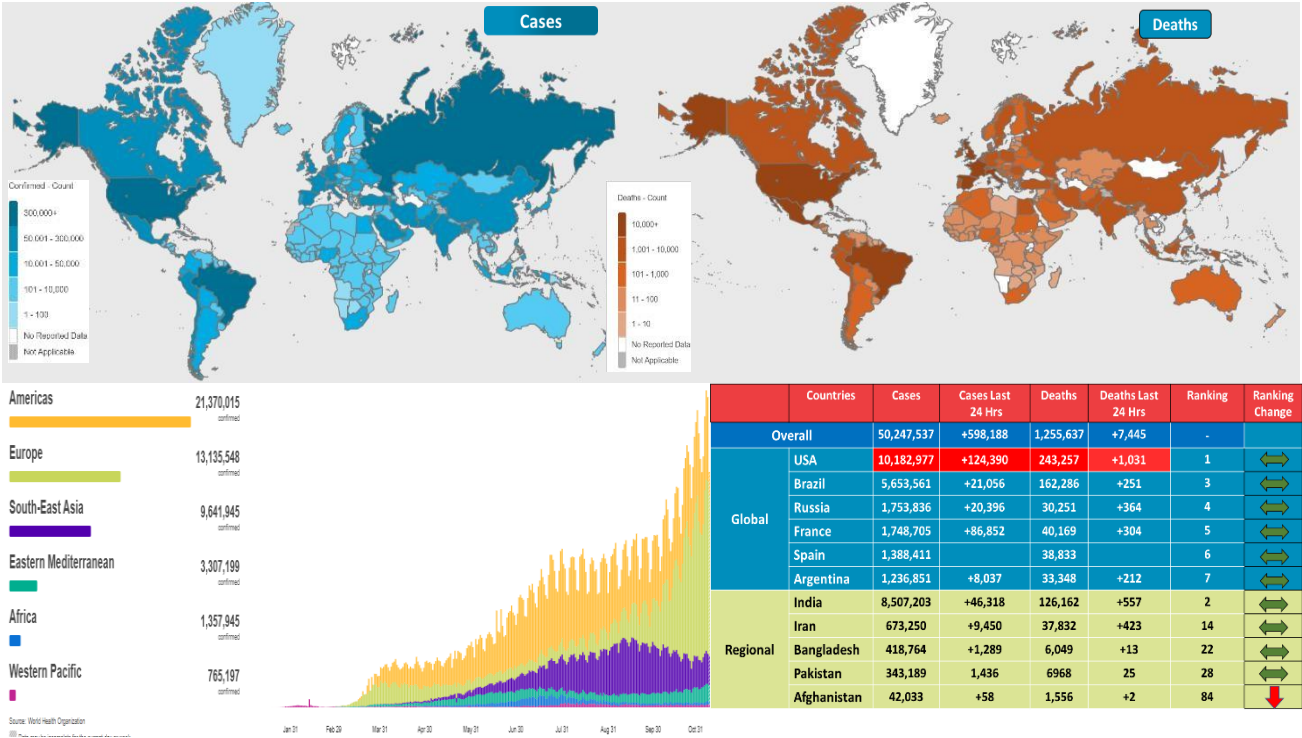 Cases
Deaths
Confirmed - Count
300,000+
50,001 - 300,000
10,001 - 50,000
101 - 10,000
1 - 100
No Reported Data
Not Applicable
Deaths - Count
10,000+
1,001 - 10,000
101 - 1,000
11 - 100
1 - 10
No Reported Data
Not Applicable
Americas 21,370,015
confirmed
Europe 13,135,548
confirmed
South-East Asia 9,641,945
confirmed
Eastern Mediterranean 3,307,199
confirmed
Africa 1,357,945
confirmed
Western Pacific 765,197
confirmed
Source: World Health Organization
Jan 31 Feb 29 Mar 31 Apr 30 May 31 Jun 30 Jul 31 Aug 31 Sep 30 Oct 31
Countries Cases Cases Last 24 Hrs Deaths Deaths Last 24 Hrs Ranking Ranking Change
Overall 50,247,537 +598,188 1,255,637 +7,445 -
Global
USA 10,182,977 +124,390 243,257 +1,031 1
Brazil 5,653,561 +21,056 162,286 +251 3
Russia 1,753,836 +20,396 30,251 +364 4
France 1,748,705 +86,852 40,169 +304 5
Spain 1,388,411 38,833 6
Argentina 1,236,851 +8,037 33,348 +212 7
Regional
India 8,507,203 +46,318 126,162 +557 2
Iran 673,250 +9,450 37,832 +423 14
Bangladesh 418,764 +1,289 6,049 +13 22
Pakistan 343,189 1,436 6968 25 28
Afghanistan 42,033 +58 1,556 +2 84